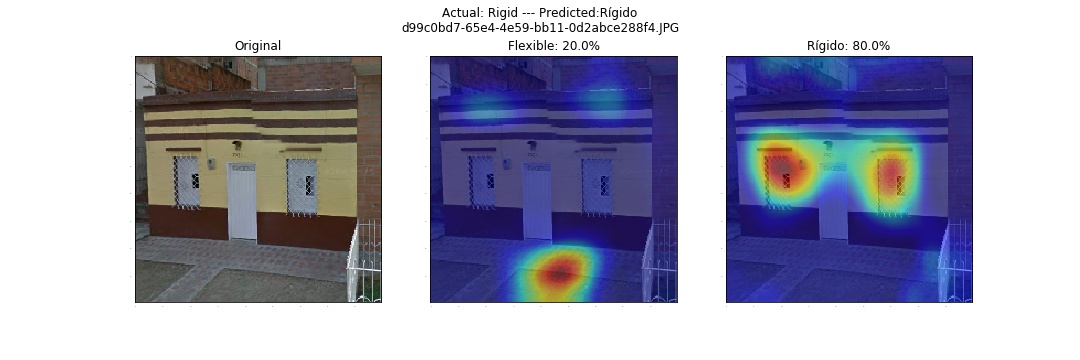 Actual: Rigid --- Predicted:Rígido
d99c0bd7-65e4-4e59-bb11-0d2abce288f4.JPG
Original
Flexible: 20.0%
Rígido: 80.0%